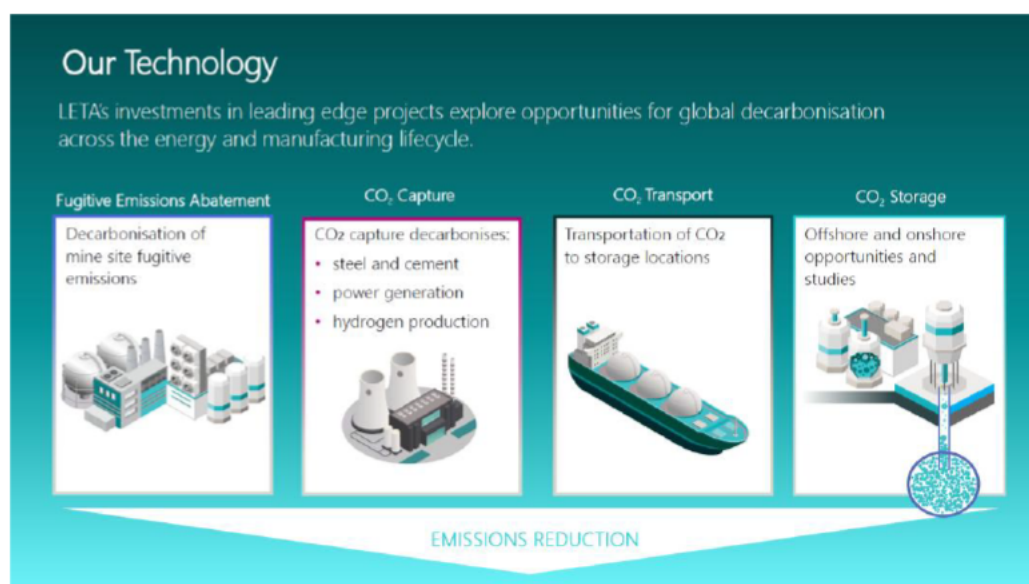 Our Technology
LETA's investments in leading edge projects explore opportunities for global decarbonisation
across the energy and manufacturing lifecycle.
Fugitive Emissions Abatement
Decarbonisation of
mine site fugitive
emissions
CO₂ Capture
CO2 capture decarbonises:
• steel and cement
• power generation
• hydrogen production
CO₂ Transport
Transportation of CO2
to storage locations
CO₂ Storage
Offshore and onshore
opportunities and
studies
EMISSIONS REDUCTION